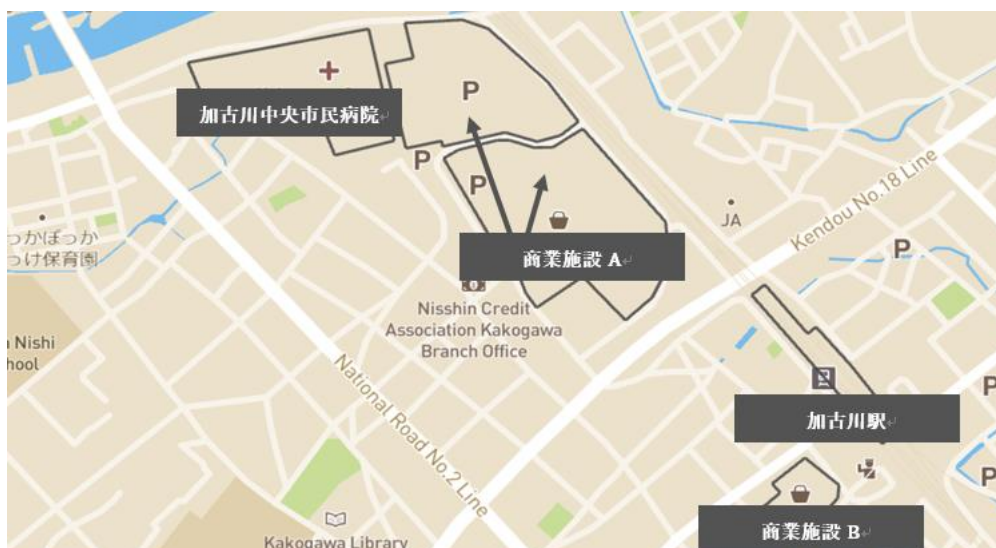 P
加古川中央市民病院
P
P
JA
Kendou No.18 Line
っかぽっか
っけ保育園
商業施設 A
P
Nisshin Credit
Association Kakogawa
Branch Office
Nishi
hool
National Road No.2 Line
P
加古川駅
P
商業施設 B
Kakogawa Library